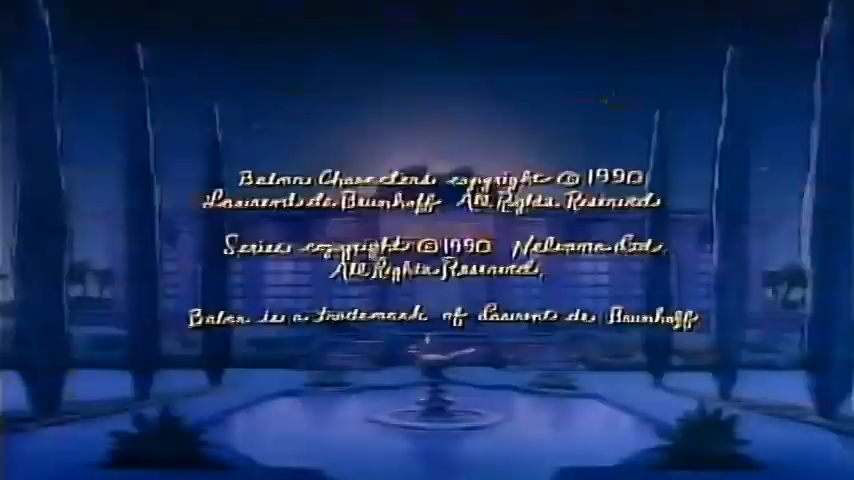 Babar Characters copyright © 1990
Laurent de Brunhoff All Rights Reserved
Series copyright © 1990 Nelvana Ltd.
All Rights Reserved.
Babar is a trademark of Laurent de Brunhoff